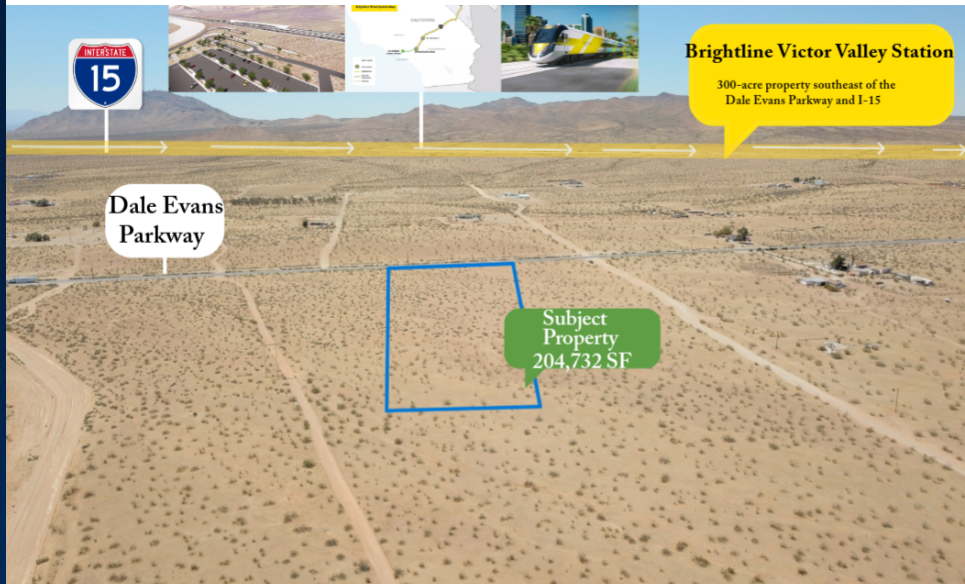 INTERSTATE
15
Brightline Victor Valley Station
300-acre property southeast of the
Dale Evans Parkway and I-15
Dale Evans
Parkway
Subject
Property
204,732 SF